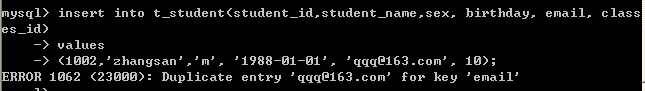 mysql> insert into t_student(student_id,student_name,sex, birthday, email, class
es_id)
    -> values
    -> (1002,'zhangsan','m', '1988-01-01', 'qqq@163.com', 10);
ERROR 1062 (23000): Duplicate entry 'qqq@163.com' for key 'email'